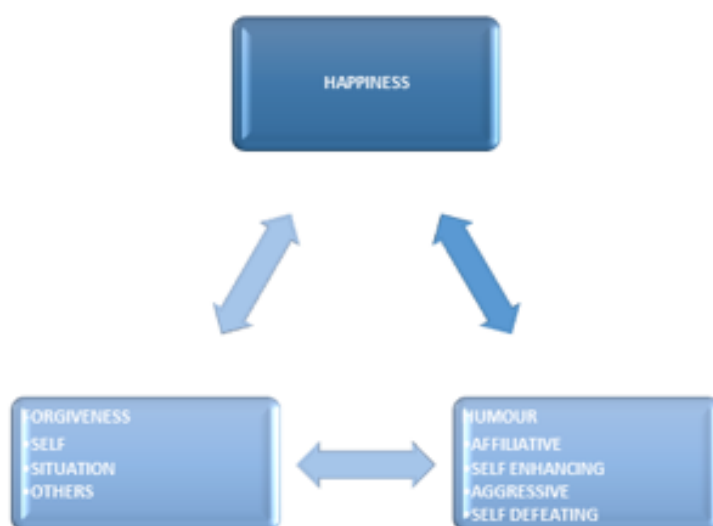 HAPPINESS
FORGIVENESS
•SELF
•SITUATION
•OTHERS
HUMOUR
•AFFILIATIVE
•SELF ENHANCING
•AGGRESSIVE
•SELF DEFEATING